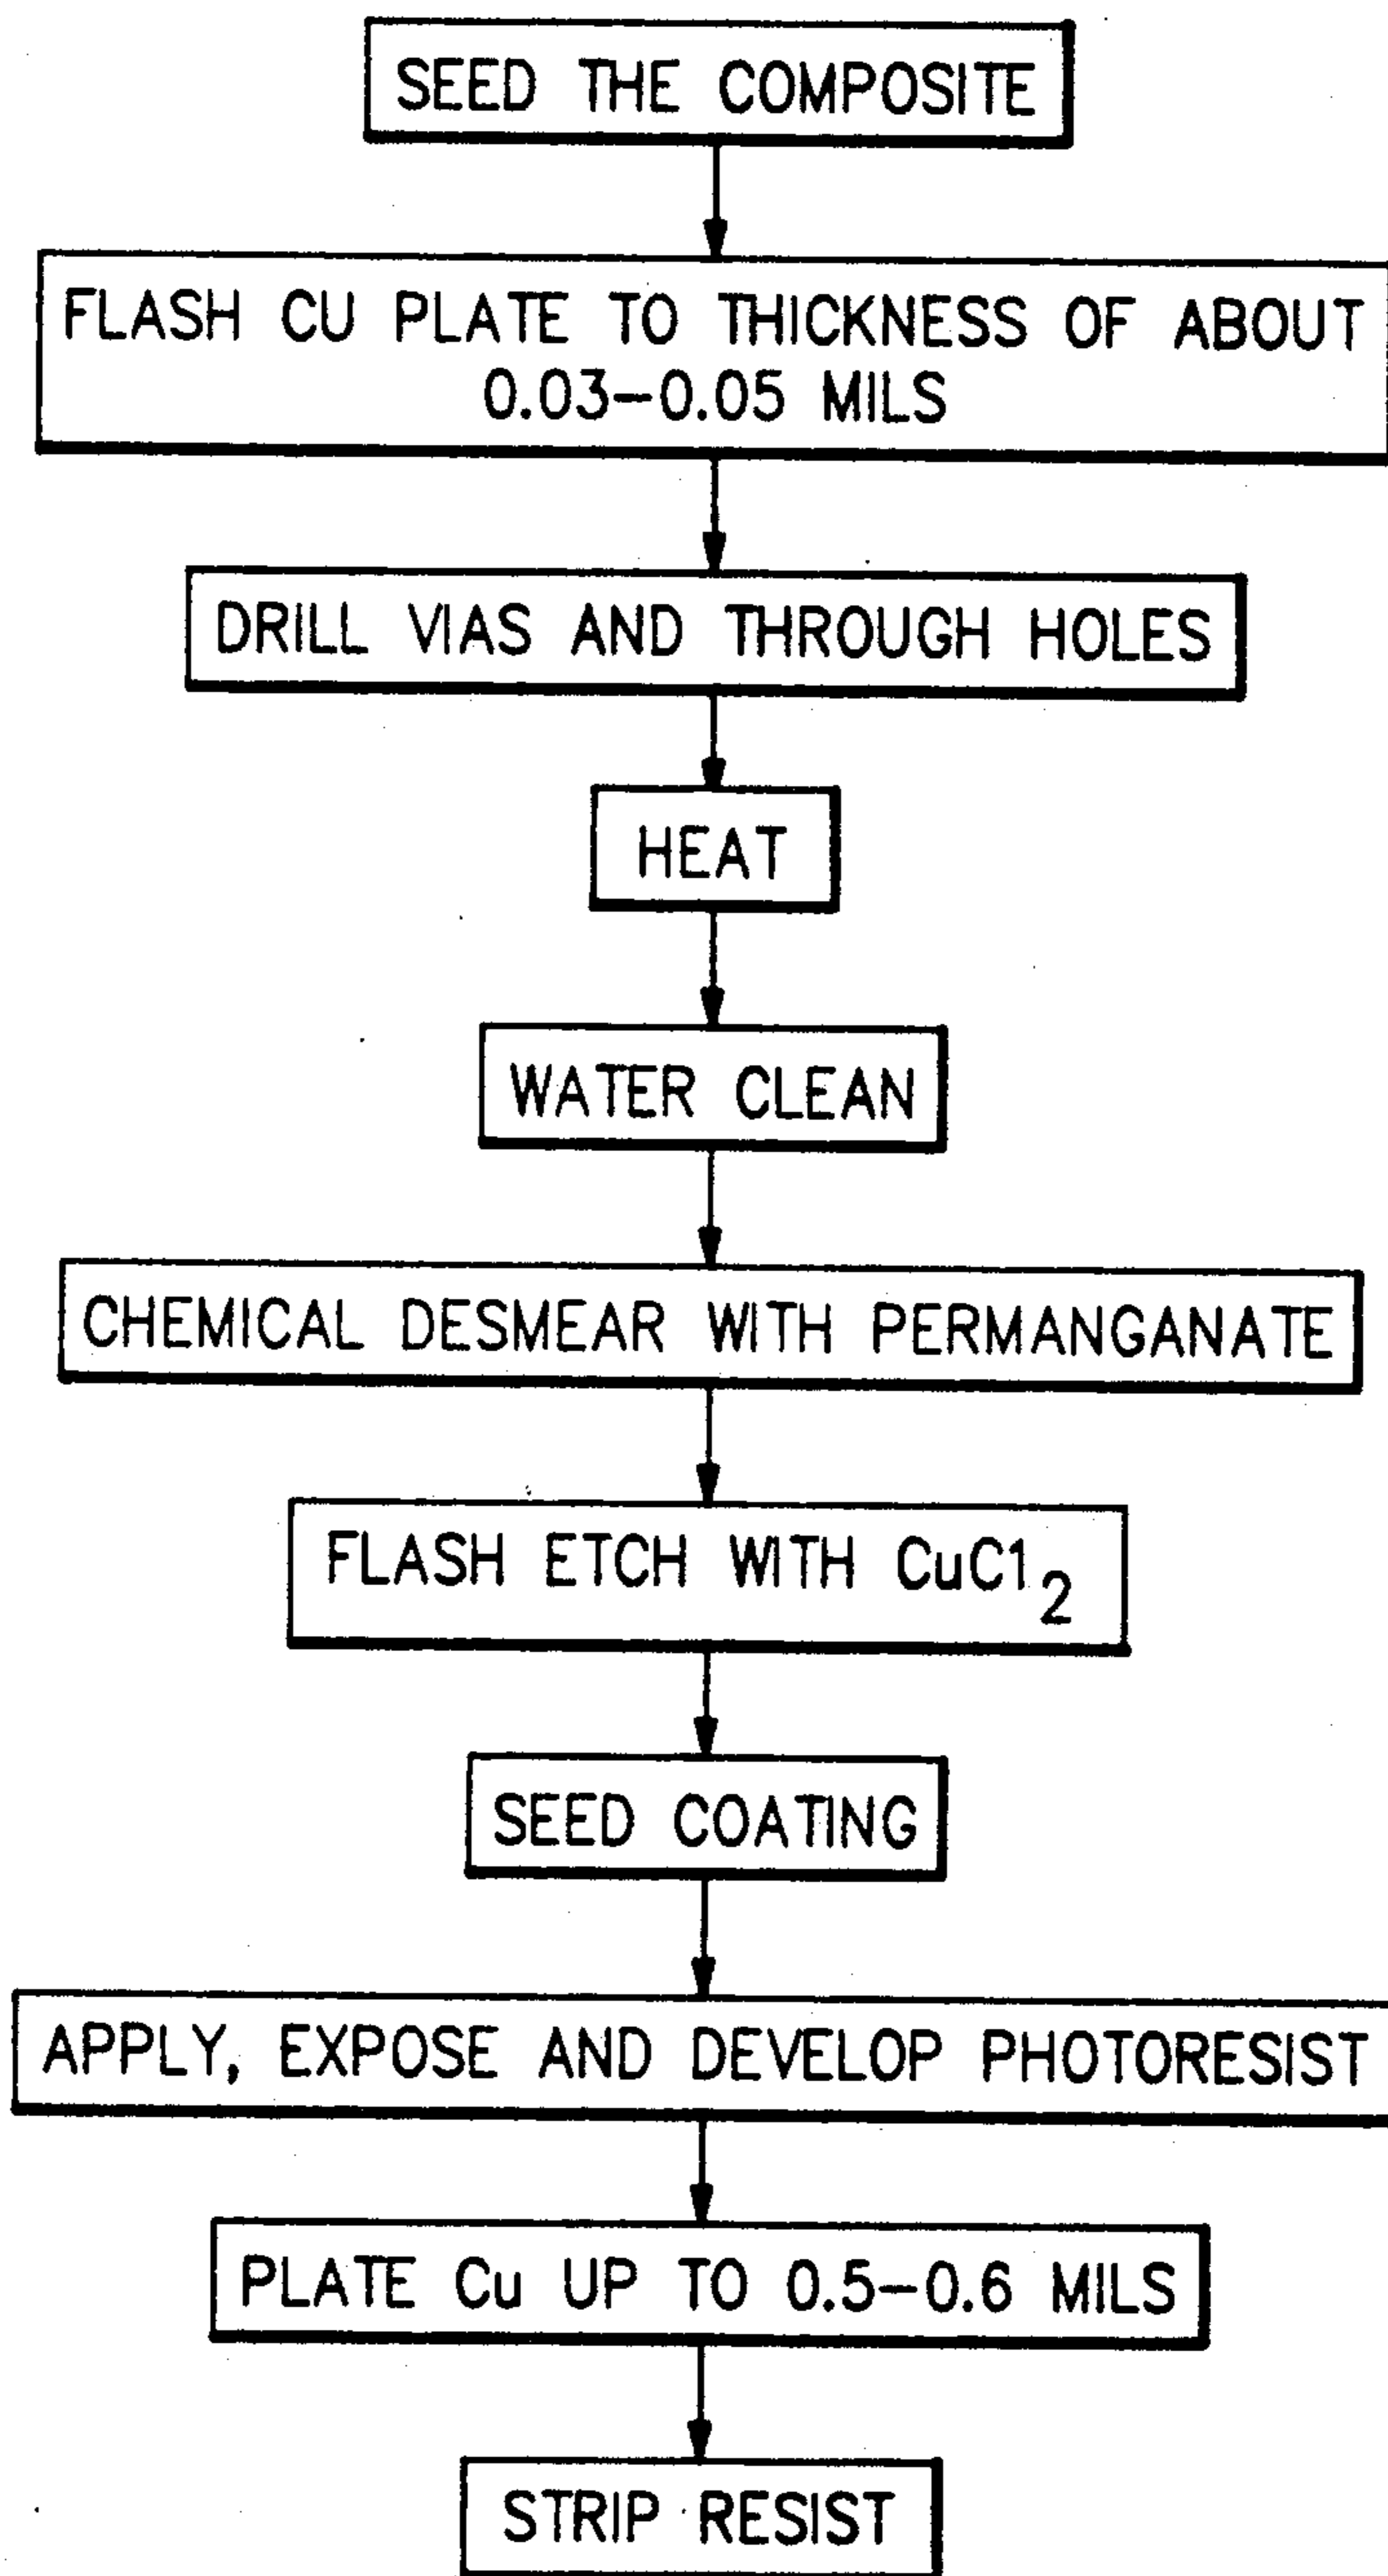 SEED THE COMPOSITE
FLASH CU PLATE TO THICKNESS OF ABOUT
0.03-0.05 MILS
DRILL VIAS AND THROUGH HOLES
HEAT
WATER CLEAN
CHEMICAL DESMEAR WITH PERMANGANATE
FLASH ETCH WITH CuC1₂
SEED COATING
APPLY, EXPOSE AND DEVELOP PHOTORESIST
PLATE Cu UP TO 0.5-0.6 MILS
STRIP RESIST